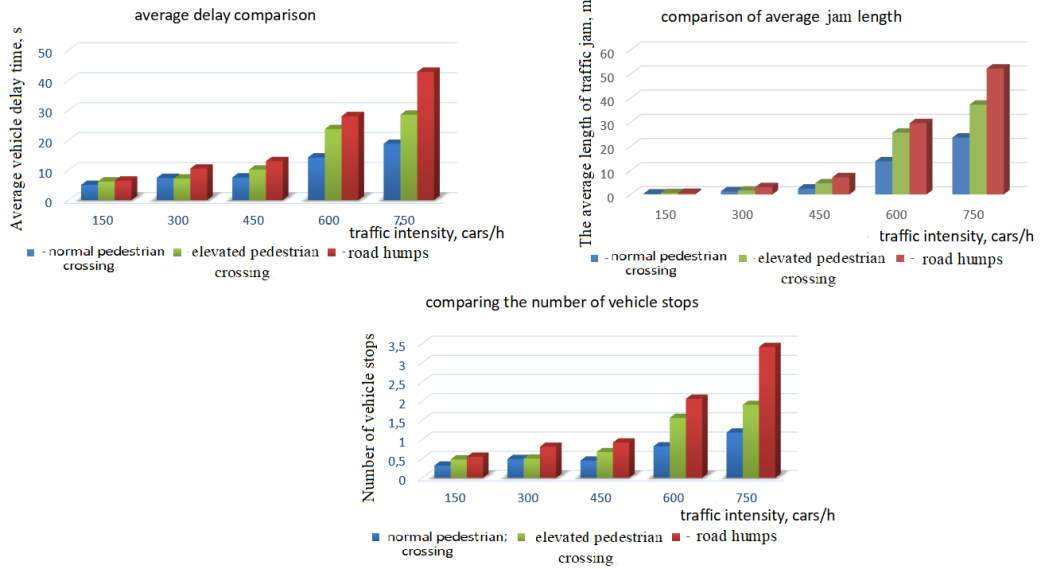 average delay comparison
Average vehicle delay time, s
50
40
30
20
10
0
150 300 450 600 750
traffic intensity, cars/h
- normal pedestrian crossing
- elevated pedestrian crossing
- road humps
comparison of average jam length
The average length of traffic jam, m
60
50
40
30
20
10
0
150 300 450 600 750
traffic intensity, cars/h
- normal pedestrian crossing
- elevated pedestrian crossing
- road humps
comparing the number of vehicle stops
Number of vehicle stops
3,5
3
2,5
2
1,5
1
0,5
0
150 300 450 600 750
traffic intensity, cars/h
- normal pedestrian; crossing
- elevated pedestrian crossing
- road humps